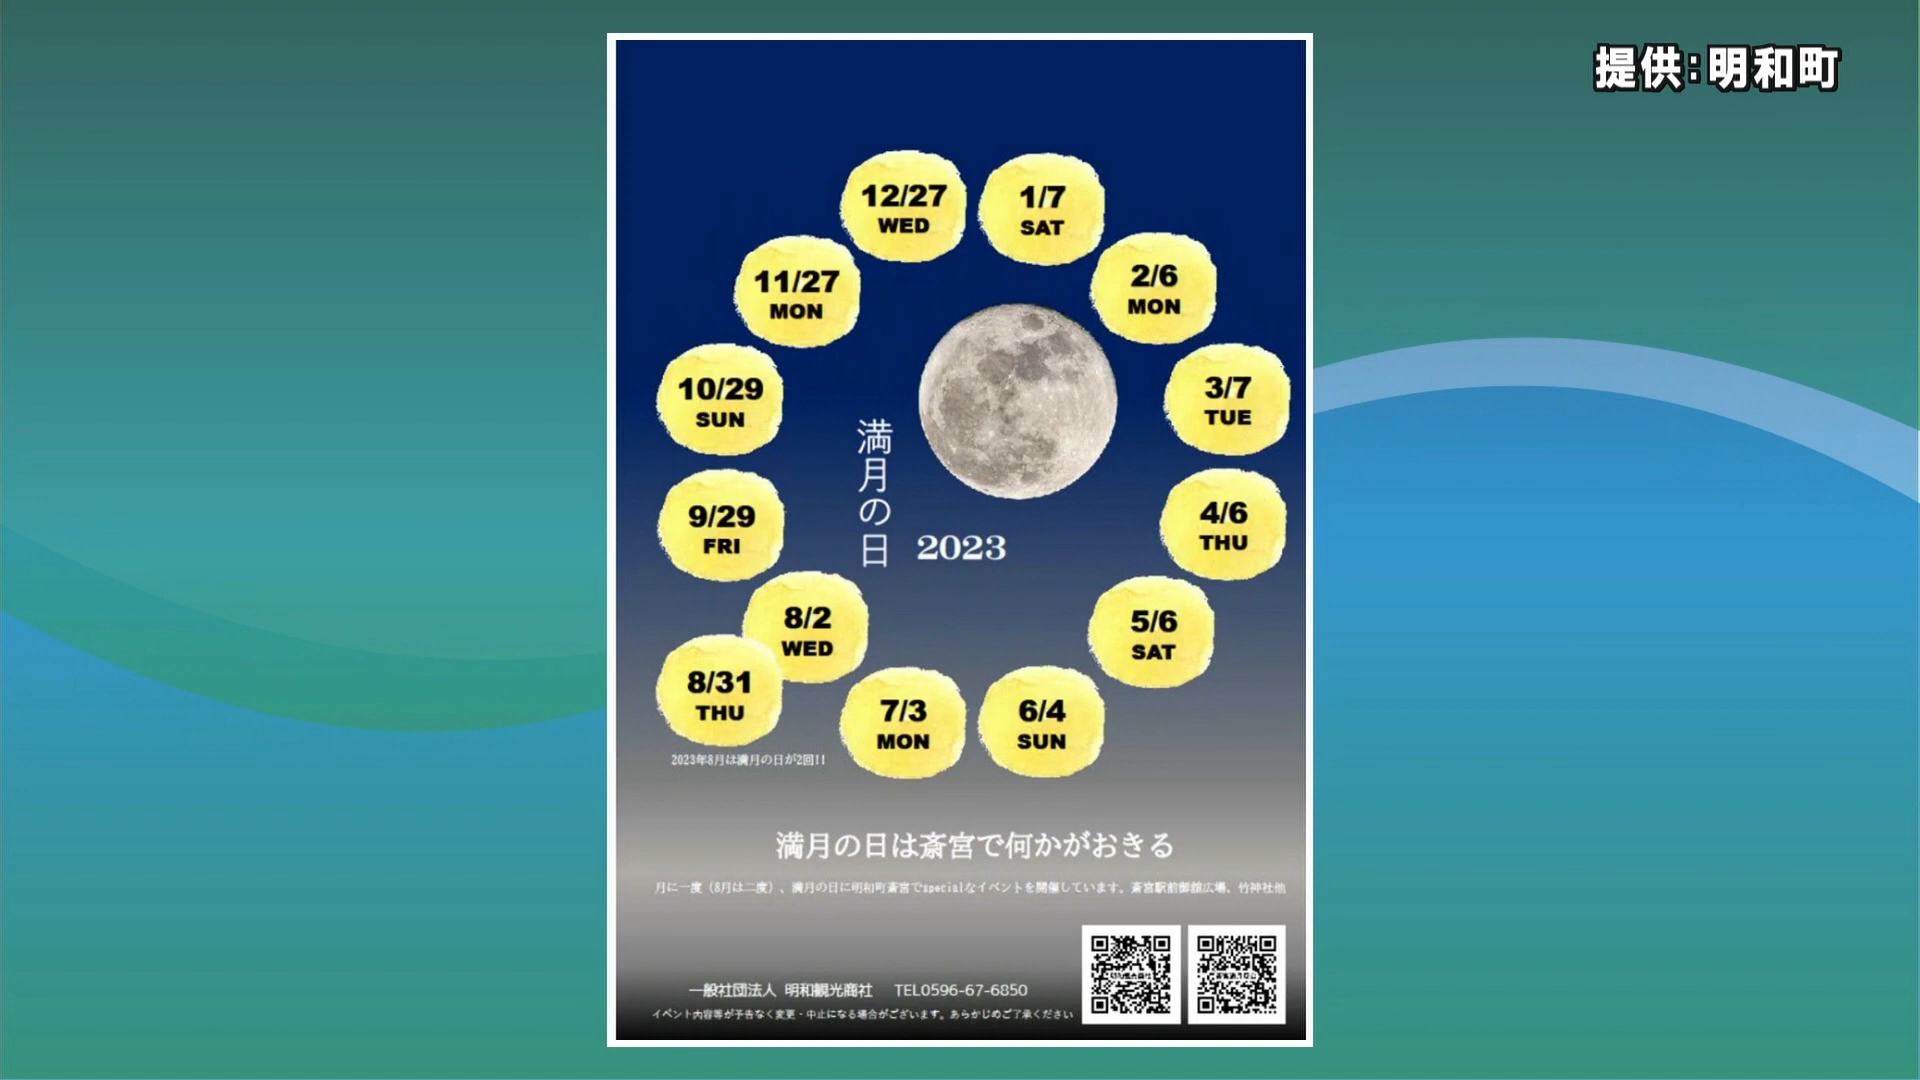 提供:明和町
12/27
WED
1/7
SAT
11/27
MON
2/6
MON
10/29
SUN
3/7
TUE
満月の日
2023
9/29
FRI
4/6
THU
8/2
WED
5/6
SAT
8/31
THU
7/3
MON
6/4
SUN
2023年8月は満月の日が2回!!
満月の日は斎宮で何かがおきる
月に一度（8月は二度）、満月の日に明和町斎宮でspecialなイベントを開催しています。斎宮駅前御館広場、竹神社他
一般社団法人 明和観光商社 TEL0596-67-6850
イベント内容等が予告なく変更・中止になる場合がございます。あらかじめご了承ください